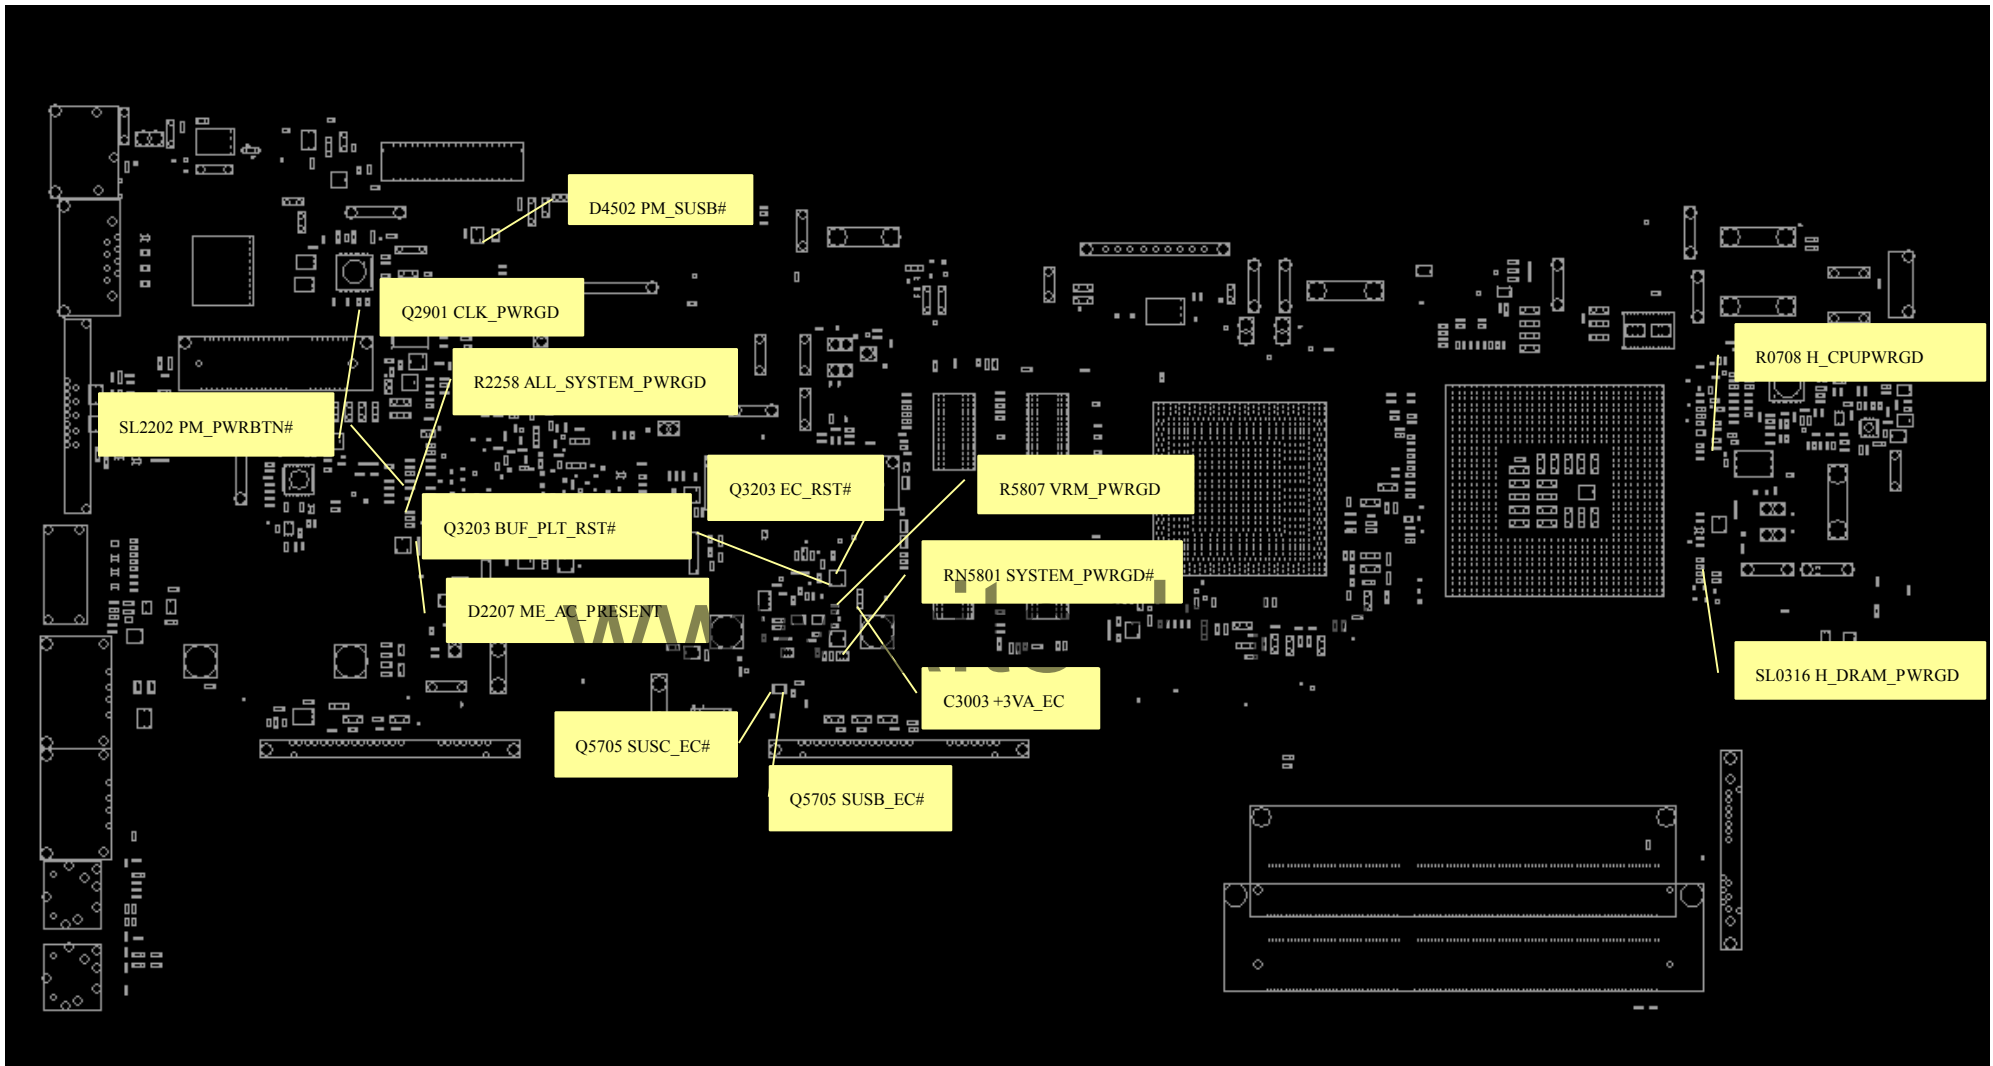 D4502 PM_SUSB#
Q2901 CLK_PWRGD
R2258 ALL_SYSTEM_PWRGD
R0708 H_CPUPWRGD
SL2202 PM_PWRBTN#
Q3203 EC_RST#
R5807 VRM_PWRGD
Q3203 BUF_PLT_RST#
RN5801 SYSTEM_PWRGD#
D2207 ME_AC_PRESENT
SL0316 H_DRAM_PWRGD
C3003 +3VA_EC
Q5705 SUSC_EC#
Q5705 SUSB_EC#